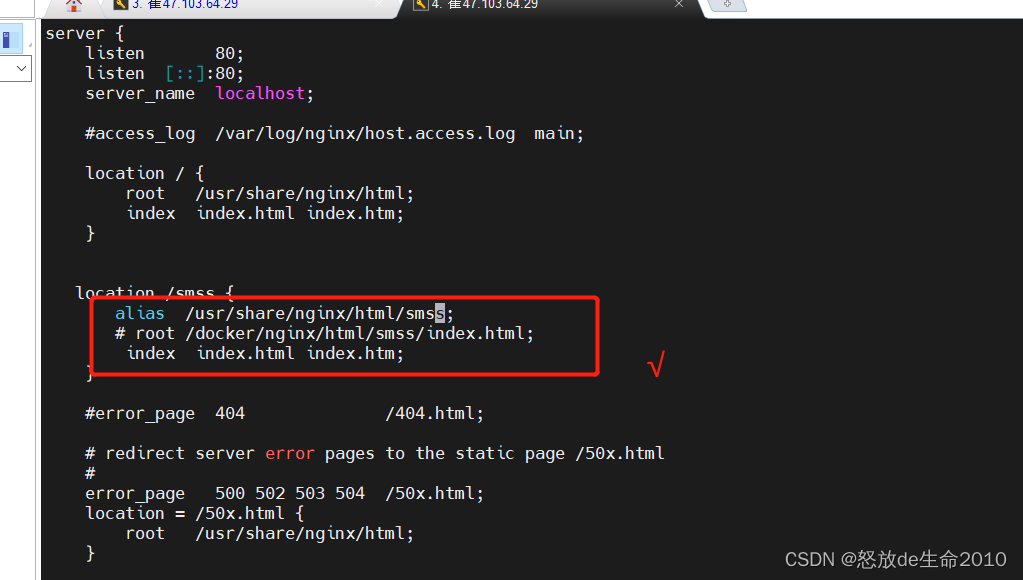 3. 崔47.103.64.29
4. 崔47.103.64.29
server {
listen 80;
listen [::]:80;
server_name localhost;
#access_log /var/log/nginx/host.access.log main;
location / {
root /usr/share/nginx/html;
index index.html index.htm;
}
location /smss {
alias /usr/share/nginx/html/smss;
# root /docker/nginx/html/smss/index.html;
index index.html index.htm;
}
√
#error_page 404 /404.html;
# redirect server error pages to the static page /50x.html
#
error_page 500 502 503 504 /50x.html;
location = /50x.html {
root /usr/share/nginx/html;
}
CSDN @怒放de生命2010